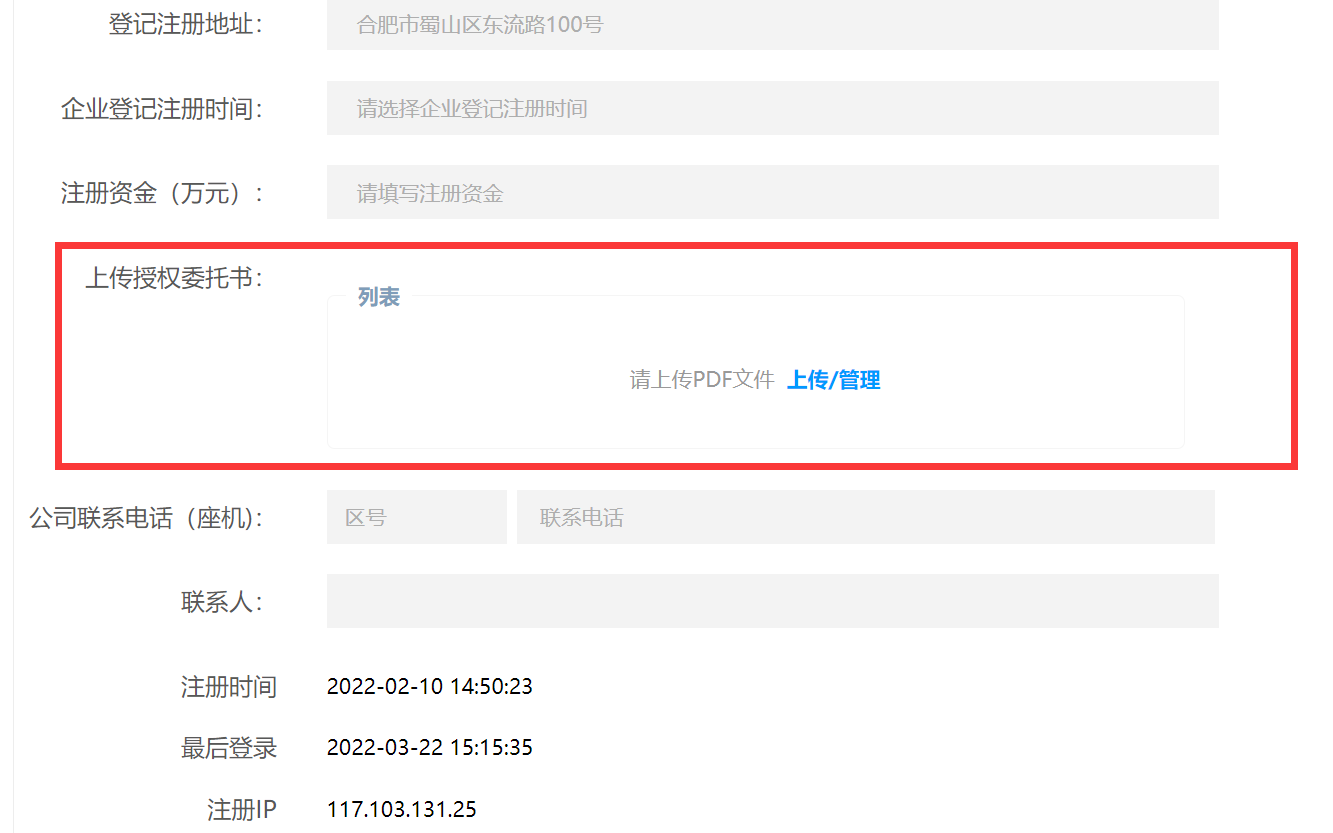 登记注册地址： 合肥市蜀山区东流路100号
企业登记注册时间： 请选择企业登记注册时间
注册资金（万元）： 请填写注册资金
上传授权委托书：
列表
请上传PDF文件 上传/管理
公司联系电话（座机)： 区号 联系电话
联系人：
注册时间 2022-02-10 14:50:23
最后登录 2022-03-22 15:15:35
注册IP 117.103.131.25